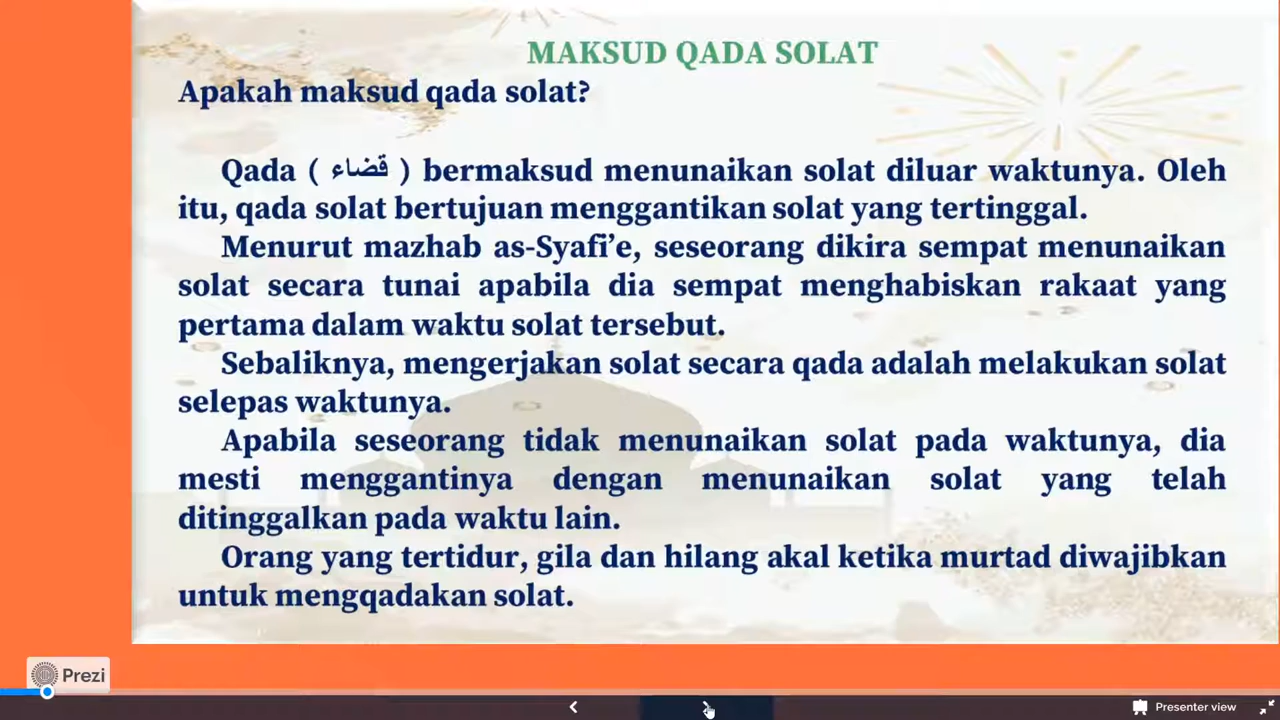 MAKSUD QADA SOLAT
Apakah maksud qada solat?
Qada ( قضاء ) bermaksud menunaikan solat diluar waktunya. Oleh
itu, qada solat bertujuan menggantikan solat yang tertinggal.
Menurut mazhab as-Syafi’e, seseorang dikira sempat menunaikan
solat secara tunai apabila dia sempat menghabiskan rakaat yang
pertama dalam waktu solat tersebut.
Sebaliknya, mengerjakan solat secara qada adalah melakukan solat
selepas waktunya.
Apabila seseorang tidak menunaikan solat pada waktunya, dia
mesti menggantinya dengan menunaikan solat yang telah
ditinggalkan pada waktu lain.
Orang yang tertidur, gila dan hilang akal ketika murtad diwajibkan
untuk mengqadakan solat.
Prezi
Presenter view